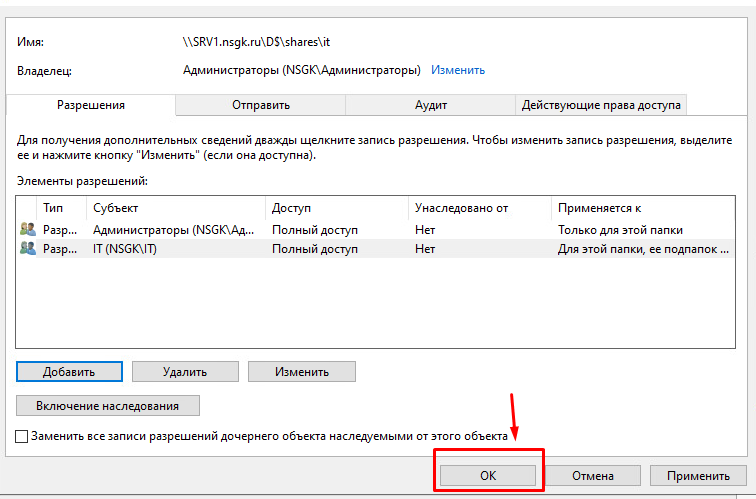 Имя: \\SRV1.nsgk.ru\D$\shares\it
Владелец: Администраторы (NSGK\Администраторы) Изменить
Разрешения Отправить Аудит Действующие права доступа
Для получения дополнительных сведений дважды щелкните запись разрешения. Чтобы изменить запись разрешения, выделите
ее и нажмите кнопку "Изменить" (если она доступна).
Элементы разрешений:
Тип Субъект Доступ Унаследовано от Применяется к
Разр... Администраторы (NSGK\Ад... Полный доступ Нет Только для этой папки
Разр... IT (NSGK\IT) Полный доступ Нет Для этой папки, ее подпапок ...
Добавить Удалить Изменить
Включение наследования
Заменить все записи разрешений дочернего объекта наследуемыми от этого объекта
ОК Отмена Применить